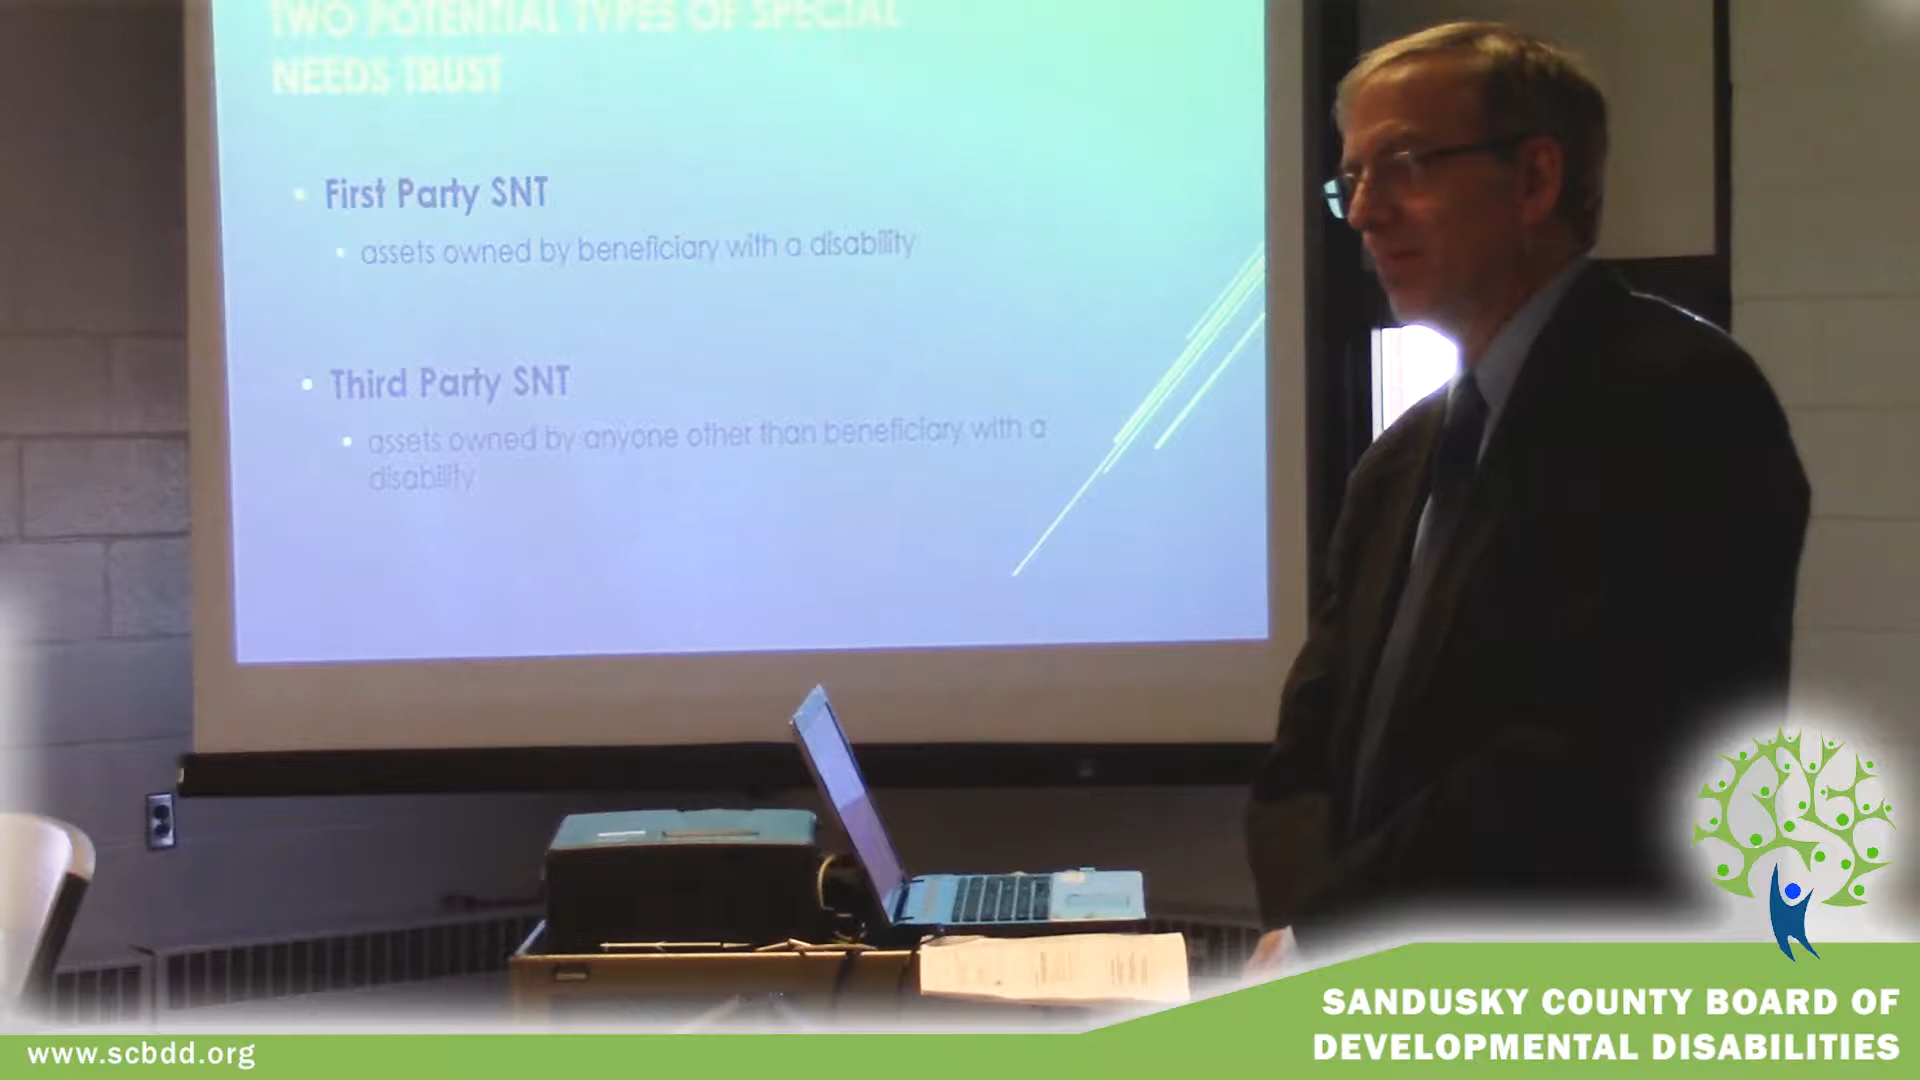 TWO POTENTIAL TYPES OF SPECIAL
NEEDS TRUST
First Party SNT
assets owned by beneficiary with a disability
Third Party SNT
assets owned by anyone other than beneficiary with a
disability
www.scbdd.org
SANDUSKY COUNTY BOARD OF
DEVELOPMENTAL DISABILITIES